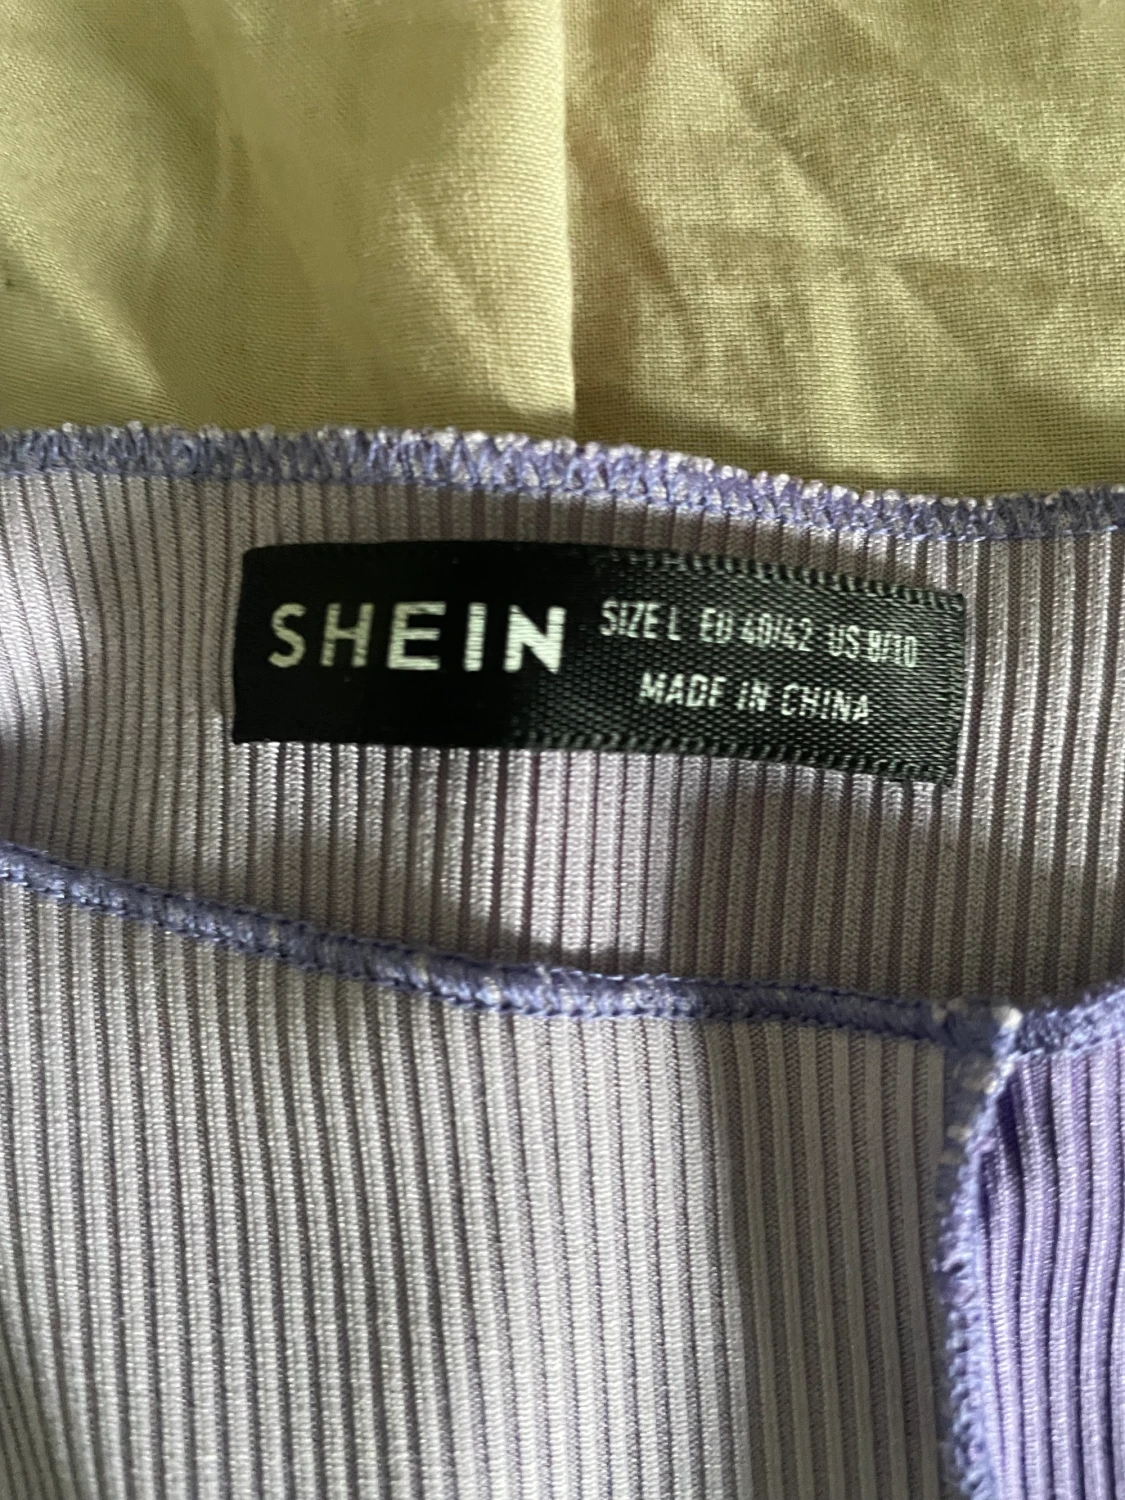 SHEIN
SIZE L EU 40/42 US 8/10
MADE IN CHINA